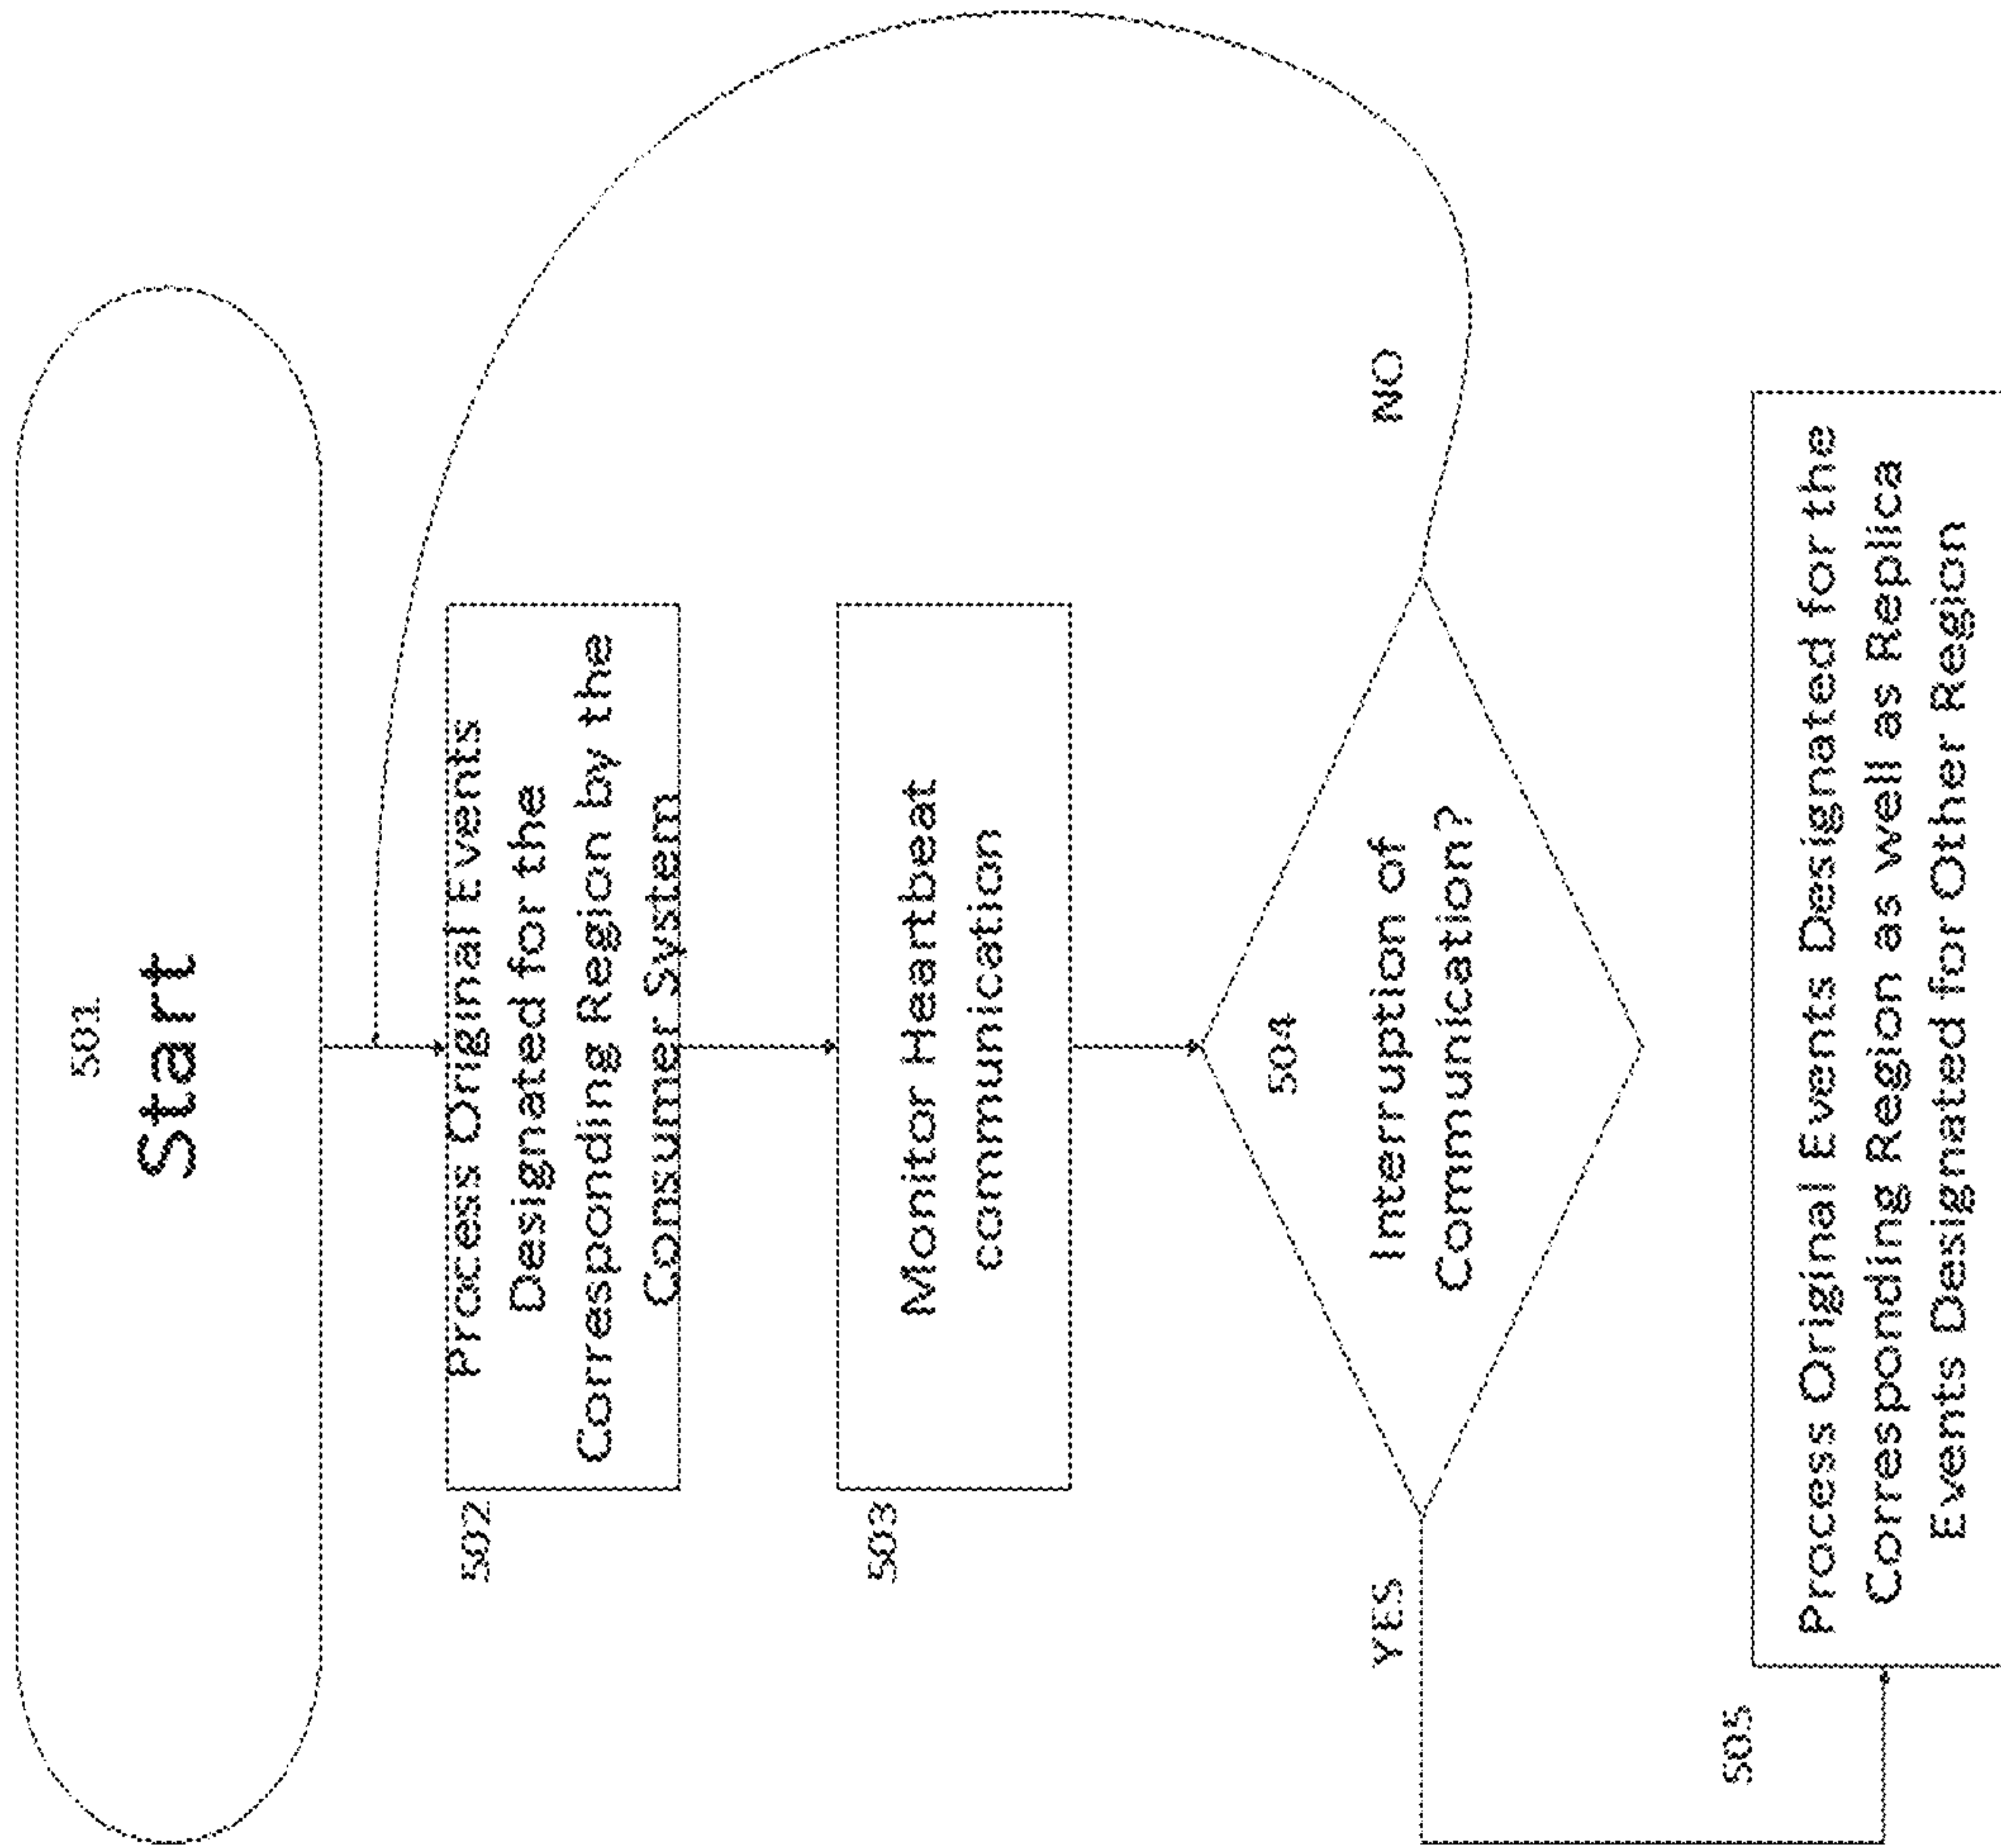 501
Start
502
Process Original Events
Designated for the
Corresponding Region by the
Consumer System
503
Monitor Heartbeat
communication
504
Interruption of
Communication?
YES
NO
505
Process Original Events Designated for the
Corresponding Region as well as Replica
Events Designated for Other Region